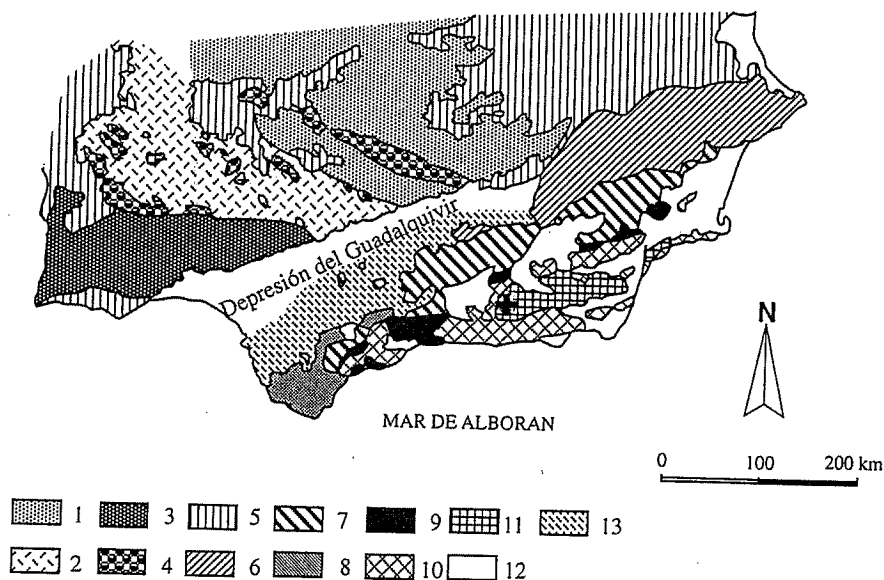 Depresión del Guadalquivir
N
MAR DE ALBORAN
0 100 200 km
1 3 5 7 9 11 13
2 4 6 8 10 12